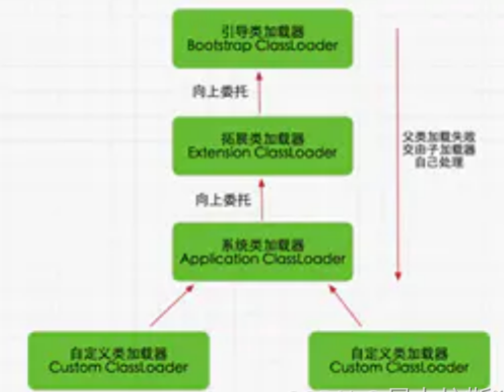 引导类加载器
Bootstrap ClassLoader
向上委托
拓展类加载器
Extension ClassLoader
父类加载失败
交由子加载器
自己处理
向上委托
系统类加载器
Application ClassLoader
自定义类加载器
Custom ClassLoader
自定义类加载器
Custom ClassLoader